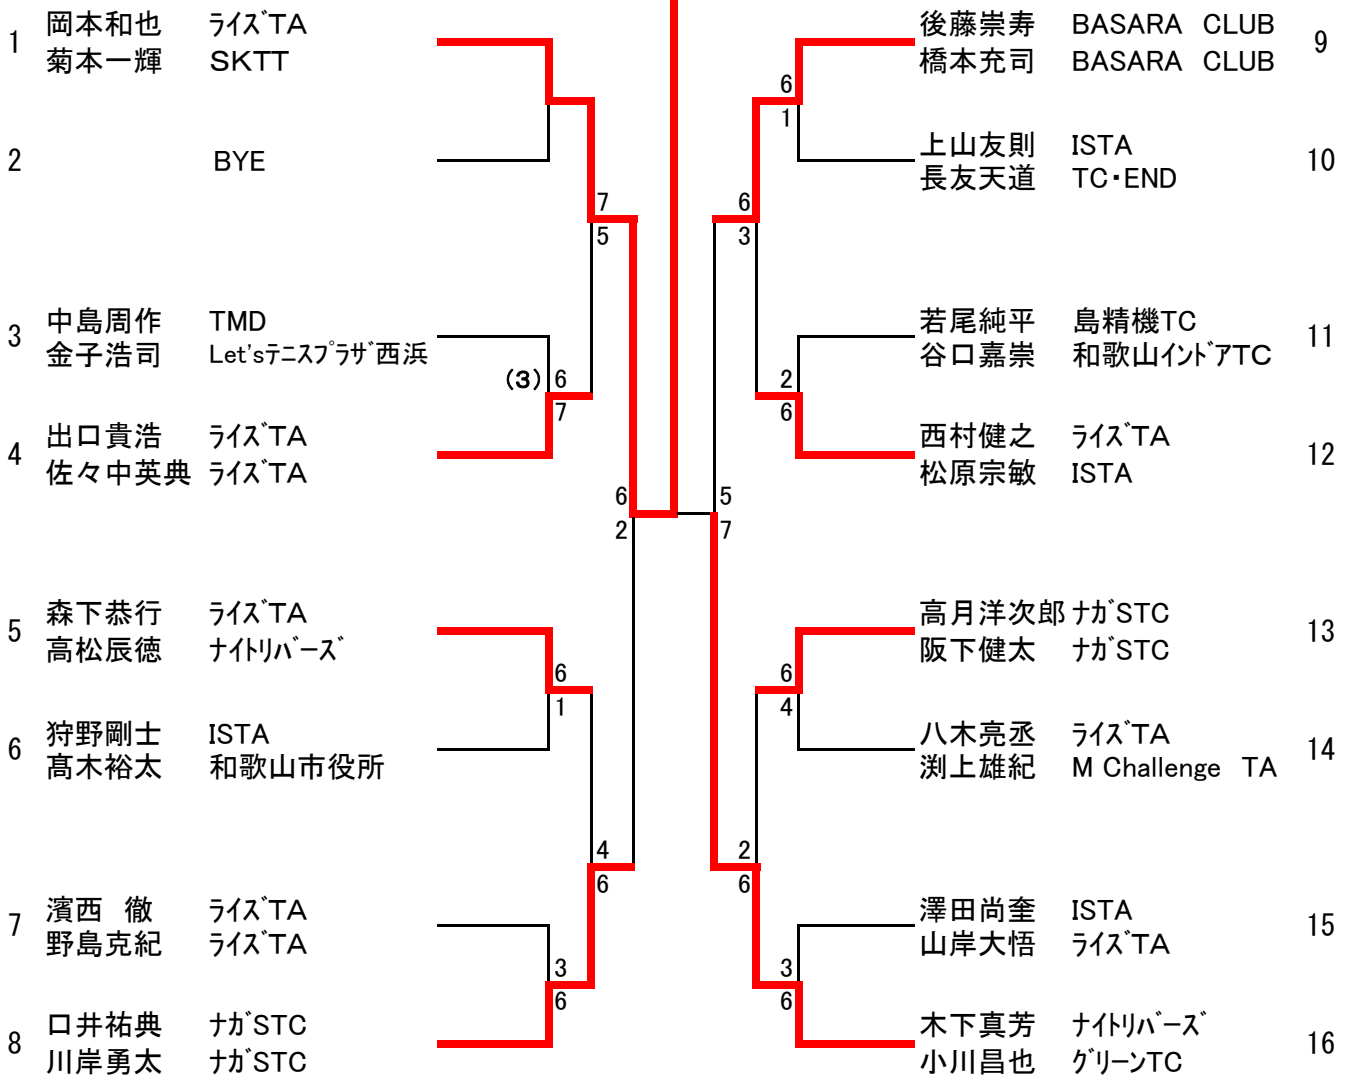 1 岡本和也 ﾗｲｽﾞTA
菊本一輝 SKTT
2 BYE
7
5
3 中島周作 TMD
金子浩司 Let'sﾃﾆｽﾌﾟﾗｻﾞ西浜
(3) 6
7
4 出口貴浩 ﾗｲｽﾞTA
佐々中英典 ﾗｲｽﾞTA
6
2
5 森下恭行 ﾗｲｽﾞTA
高松辰徳 ﾅｲﾄﾘﾊﾞｰｽﾞ
6
1
6 狩野剛士 ISTA
髙木裕太 和歌山市役所
4
6
7 濱西 徹 ﾗｲｽﾞTA
野島克紀 ﾗｲｽﾞTA
3
6
8 口井祐典 ﾅｶﾞSTC
川岸勇太 ﾅｶﾞSTC
後藤崇寿 BASARA CLUB 9
橋本充司 BASARA CLUB
6
1
上山友則 ISTA 10
長友天道 TC・END
6
3
若尾純平 島精機TC 11
谷口嘉崇 和歌山ｲﾝﾄﾞｱTC
2
6
西村健之 ﾗｲｽﾞTA 12
松原宗敏 ISTA
5
7
高月洋次郎 ﾅｶﾞSTC 13
阪下健太 ﾅｶﾞSTC
6
4
八木亮丞 ﾗｲｽﾞTA 14
渕上雄紀 M Challenge TA
2
6
澤田尚奎 ISTA 15
山岸大悟 ﾗｲｽﾞTA
3
6
木下真芳 ﾅｲﾄﾘﾊﾞｰｽﾞ 16
小川昌也 ｸﾞﾘｰﾝTC